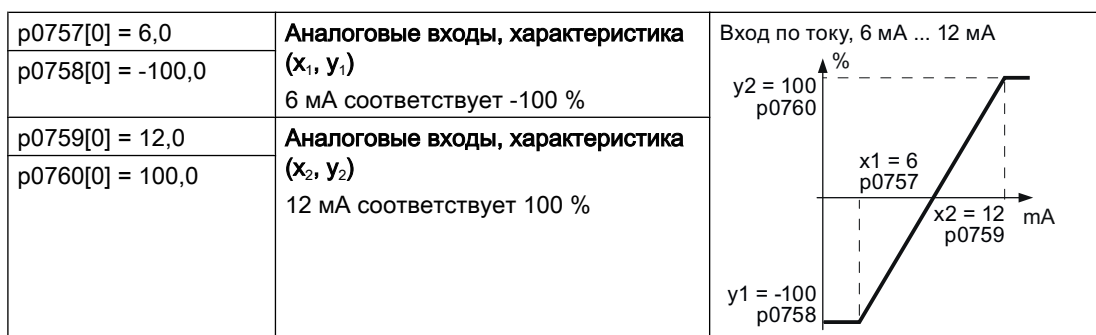 p0757[0] = 6,0
p0758[0] = -100,0
Аналоговые входы, характеристика
(x₁, y₁)
6 мА соответствует -100 %
p0759[0] = 12,0
p0760[0] = 100,0
Аналоговые входы, характеристика
(x₂, y₂)
12 мА соответствует 100 %
Вход по току, 6 мА ... 12 мА
%
y2 = 100
p0760
x1 = 6
p0757
x2 = 12
p0759
mA
y1 = -100
p0758